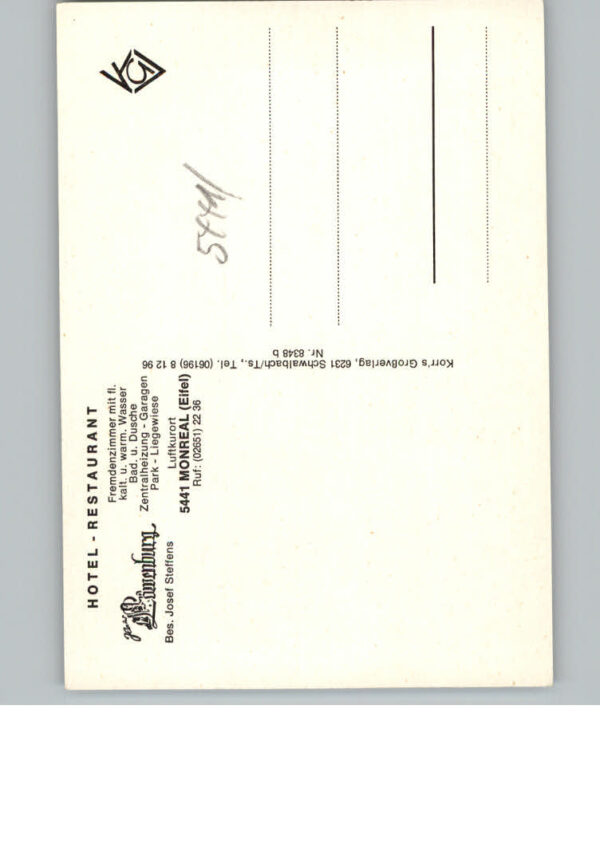 HOTEL - RESTAURANT
zur Löwenburg
Bes. Josef Steffens
Fremdenzimmer mit fl.
kalt. u. warm. Wasser
Bad. u. Dusche
Zentralheizung - Garagen
Park - Liegewiese
Luftkurort
5441 MONREAL (Eifel)
Ruf: (02651) 22 36
Korr's Großverlag, 6231 Schwalbach/Ts., Tel. (06196) 8 12 96
Nr. 8348 b
5441